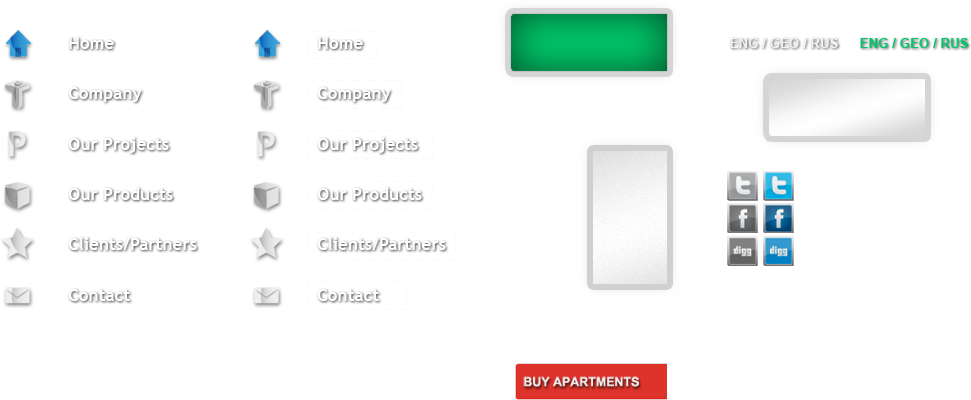 Home
Company
Our Projects
Our Products
Clients/Partners
Contact
Home
Company
Our Projects
Our Products
Clients/Partners
Contact
BUY APARTMENTS
ENG / GEO / RUS
ENG / GEO / RUS
digg
digg